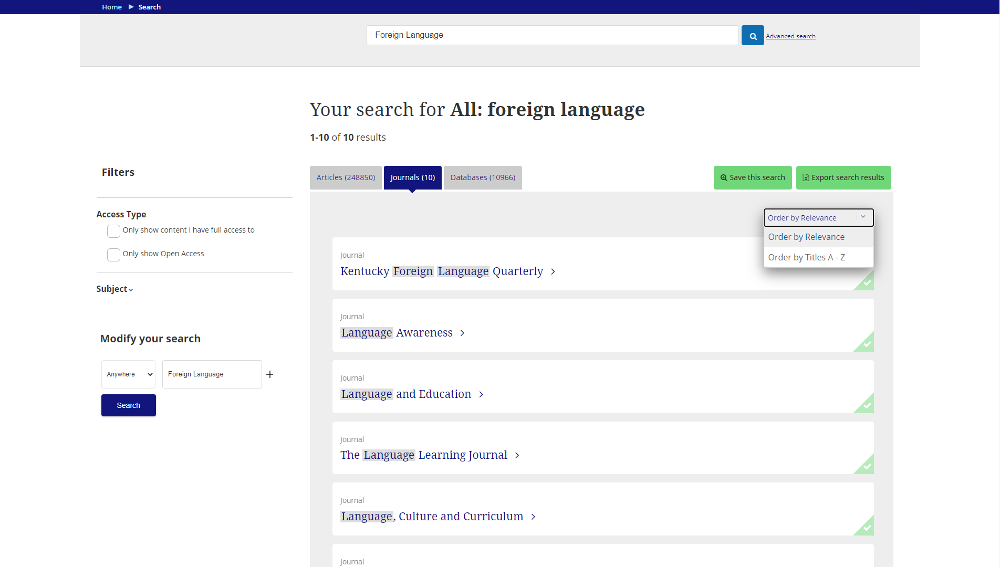 Home Search
Foreign Language
Advanced search
Your search for All: foreign language
1-10 of 10 results
Filters
Access Type
Only show content I have full access to
Only show Open Access
Subject
Modify your search
Anywhere
Foreign Language
Search
Articles (248850)
Journals (10)
Databases (10966)
Save this search
Export search results
Order by Relevance
Order by Relevance
Order by Titles A - Z
Journal
Kentucky Foreign Language Quarterly
Journal
Language Awareness
Journal
Language and Education
Journal
The Language Learning Journal
Journal
Language, Culture and Curriculum
Journal